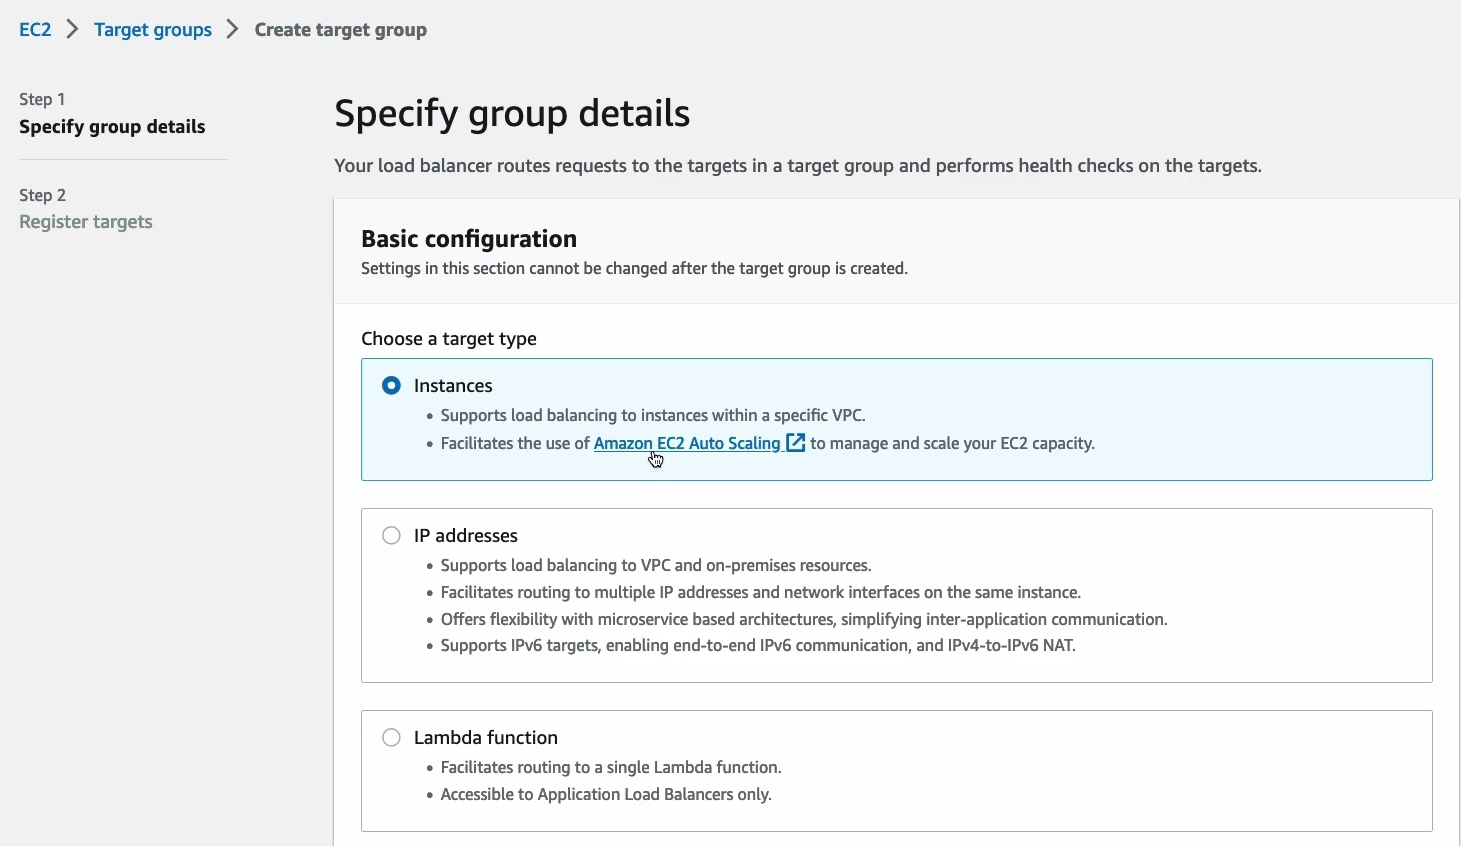 EC2 > Target groups > Create target group
Step 1
Specify group details
Step 2
Register targets
Specify group details
Your load balancer routes requests to the targets in a target group and performs health checks on the targets.
Basic configuration
Settings in this section cannot be changed after the target group is created.
Choose a target type
Instances
• Supports load balancing to instances within a specific VPC.
• Facilitates the use of Amazon EC2 Auto Scaling to manage and scale your EC2 capacity.
IP addresses
• Supports load balancing to VPC and on-premises resources.
• Facilitates routing to multiple IP addresses and network interfaces on the same instance.
• Offers flexibility with microservice based architectures, simplifying inter-application communication.
• Supports IPv6 targets, enabling end-to-end IPv6 communication, and IPv4-to-IPv6 NAT.
Lambda function
• Facilitates routing to a single Lambda function.
• Accessible to Application Load Balancers only.